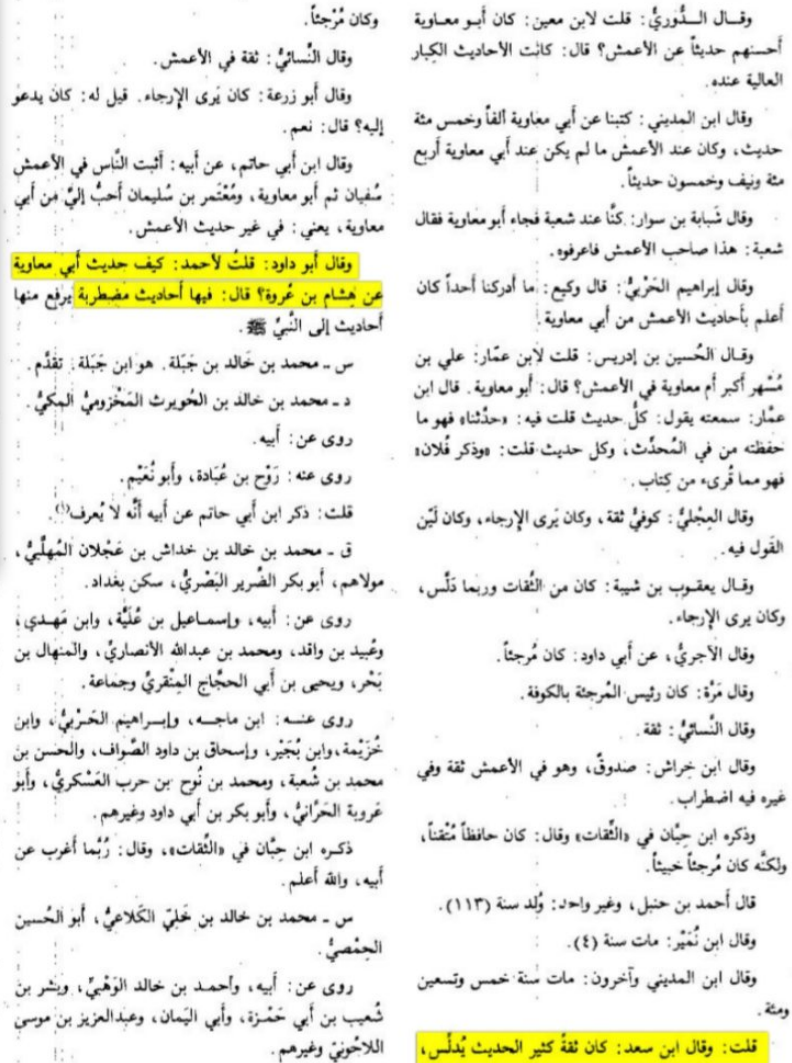 وقال الدُّوريُّ: قلت لابن معين: كان أبو معاوية
أحسنهم حديثاً عن الأعمش؟ قال: كانت الأحاديث الكِبار
العالية عنده.
وقال ابن المديني: كتبنا عن أبي معاوية ألفاً وخمس مئة
حديث، وكان عند الأعمش ما لم يكن عند أبي معاوية أربع
مئة ونيف وخمسون حديثاً.
وقال شَبابة بن سوار: كنَّا عند شعبة فجاء أبو معاوية فقال
شعبة: هذا صاحب الأعمش فاعرفوه.
وقال إبراهيم الحَرْبيُّ: قال وكيع: ما أدركنا أحداً كان
أعلم بأحاديث الأعمش من أبي معاوية.
وقال الحُسين بن إدريس: قلت لابن عمّار: علي بن
مُسْهر أكبر أم معاوية في الأعمش؟ قال: أبو معاوية. قال ابن
عمَّار: سمعته يقول: كلُّ حديث قلت فيه: «حدَّثنا» فهو ما
حفظته من في المُحدِّث، وكل حديث قلت: «وذكر فُلان»
فهو مما قُرىء من كِتاب.
وقال العِجْليُّ: كوفيٌّ ثقة، وكان يَرى الإرجاء، وكان لَيِّن
القَول فيه.
وقال يعقوب بن شيبة: كان من الثِّقات وربما دَلَّس،
وكان يرى الإرجاء.
وقال الآجريُّ، عن أبي داود: كان مُرجئاً.
وقال مَرَّة: كان رئيس المُرجئة بالكوفة.
وقال النَّسائيُّ: ثقة.
وقال ابن خِراش: صدوقٌ، وهو في الأعمش ثقة وفي
غيره فيه اضطراب.
وذكره ابن حِبَّان في «الثِّقات» وقال: كان حافظاً مُتْقناً،
ولكنَّه كان مُرجئاً خبيثاً.
قال أحمد بن حنبل، وغير واحد: وُلد سنة (١١٣).
وقال ابن نُمَيْر: مات سنة (٤).
وقال ابن المديني وآخرون: مات سنة خمس وتسعين
ومئة.
قلت: وقال ابن سعد: كان ثقةً كثير الحديث يُدلِّس،
وكان مُرْجئاً.
وقال النَّسائيُّ: ثقة في الأعمش.
وقال أبو زرعة: كان يَرى الإرجاء. قيل له: كان يدعو
إليه؟ قال: نعم.
وقال ابن أبي حاتم، عن أبيه: أثبت النَّاس في الأعمش
سُفيان ثم أبو معاوية، ومُعْتَمر بن سُليمان أحبُّ إليَّ من أبي
معاوية، يعني: في غير حديث الأعمش.
وقال أبو داود: قلتُ لأحمد: كيف حديث أبي معاوية
عن هِشام بن عُروة؟ قال: فيها أحاديث مضطربة يرفع منها
أحاديث إلى النَّبيِّ ﷺ.
س ـ محمد بن خالد بن جَبَلة. هو ابن جَبَلة. تقدَّم.
د ـ محمد بن خالد بن الحُويرث المَخْزوميُّ المكيُّ.
روى عن: أبيه.
روى عنه: رَوْح بن عُبَادة، وأبو نُعَيْم.
قلت: ذكر ابن أبي حاتم عن أبيه أنَّه لا يُعرف(١).
ق ـ محمد بن خالد بن خداش بن عَجْلان المُهلَّبيُّ،
مولاهم، أبو بكر الضَّرير البَصْريُّ، سكن بغداد.
روى عن: أبيه، وإسماعيل بن عُلَيَّة، وابن مَهدي،
وعُبيد بن واقد، ومحمد بن عبدالله الأنصاريُّ، والمنهال بن
بَحْر، ويحيى بن أبي الحجَّاج المِنْقريُّ وجماعة.
روى عنه: ابن ماجه، وإبراهيم الحَربيُّ، وابن
خُزَيْمة، وابن بُجَيْر، وإسحاق بن داود الصَّواف، والحسن بن
محمد بن شُعبة، ومحمد بن نُوح بن حرب العَسْكريُّ، وأبو
عَروبة الحَرَّانيُّ، وأبو بكر بن أبي داود وغيرهم.
ذكره ابن حِبَّان في «الثِّقات»، وقال: رُبَّما أغرب عن
أبيه، والله أعلم.
س ـ محمد بن خالد بن خَلِيّ الكَلاعيُّ، أبو الحُسين
الحِمْصيُّ.
روى عن: أبيه، وأحمد بن خالد الوَهْبيِّ، وبشر بن
شُعيب بن أبي حَمْزة، وأبي اليَمان، وعبدالعزيز بن موسى
اللاحُونيّ وغيرهم.